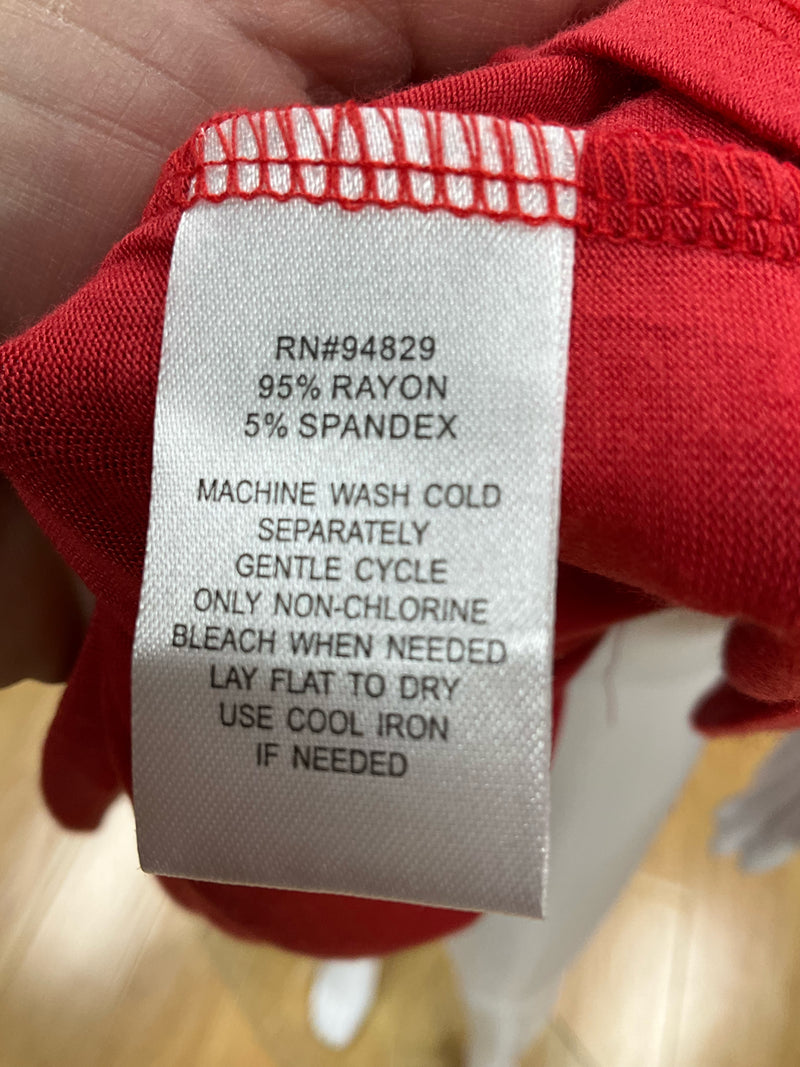 RN#94829
95% RAYON
5% SPANDEX
MACHINE WASH COLD
SEPARATELY
GENTLE CYCLE
ONLY NON-CHLORINE
BLEACH WHEN NEEDED
LAY FLAT TO DRY
USE COOL IRON
IF NEEDED